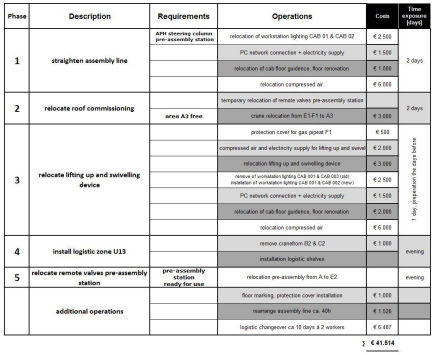 Phase Description Requirements Operations Costs Time exposure [days]
1 straighten assembly line
APH steering column pre-assembly station
relocation of workstation lighting CAB 01 & CAB 02 € 2.500
PC network connection + electricity supply € 1.500
relocation of cab floor guidence, floor renovation € 1.000
relocation compressed air € 6.000
2 days
2 relocate roof commissioning
temporary relocation of remote valves pre-assembly station
area A3 free
crane relocation from E1-F1 to A3 € 3.000
2 days
3 relocate lifting up and swivelling device
protection cover for gas pipeat F1 € 500
compressed air and electricity supply for lifting up and swivel € 2.000
relocation lifting-up and swivelling device € 3.000
remove of workstation lighting CAB 001 & CAB 003 (old)
installation of workstation lighting CAB 001 & CAB 002 (new)
€ 2.500
PC network connection + electricity supply € 1.500
relocation of cab floor guidance, floor renovation € 2.000
relocation compressed air € 6.000
1 day, preperation the days before
4 install logistic zone U13
remove cranefrom B2 & C2 € 1.000
installation logistic shelves
evening
5 relocate remote valves pre-assembly station
pre-assembly station ready for use
relocation pre-assembly from A to E2
evening
additional operations
floor marking, protection cover installation € 1.000
rearrange assembly line ca. 40h € 1.526
logistic changeover ca 10 days á 2 workers € 6.487
∑ € 41.514